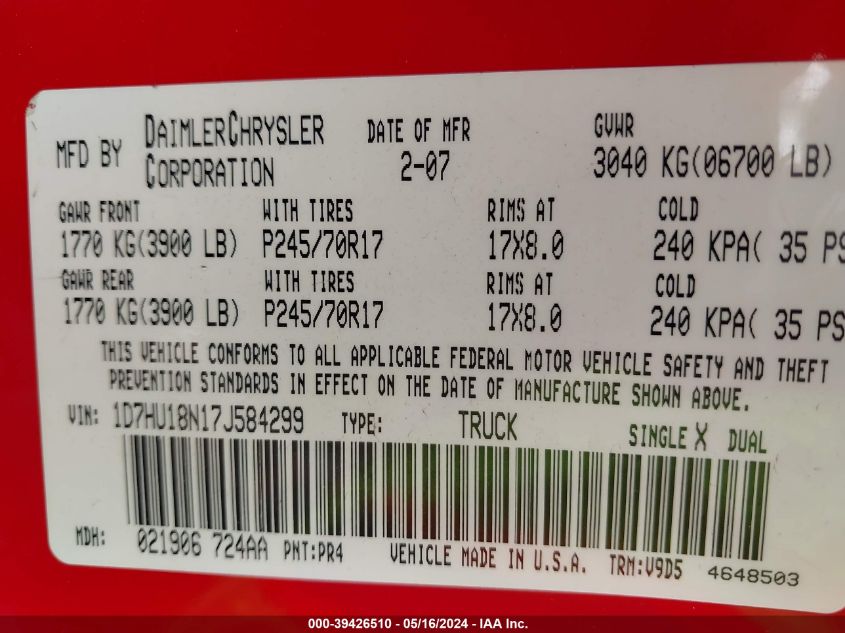 MFD BY DAIMLERCHRYSLER CORPORATION DATE OF MFR 2-07 GVWR 3040 KG(06700 LB)
GAWR FRONT WITH TIRES RIMS AT COLD
1770 KG(3900 LB) P245/70R17 17X8.0 240 KPA( 35 PS
GAWR REAR WITH TIRES RIMS AT COLD
1770 KG(3900 LB) P245/70R17 17X8.0 240 KPA( 35 PS
THIS VEHICLE CONFORMS TO ALL APPLICABLE FEDERAL MOTOR VEHICLE SAFETY AND THEFT
PREVENTION STANDARDS IN EFFECT ON THE DATE OF MANUFACTURE SHOWN ABOVE.
VIN: 1D7HU18N17J584299 TYPE: TRUCK SINGLE X DUAL
MDH: 021906 724AA PNT:PR4 VEHICLE MADE IN U.S.A. TRM:V9D5 4648503
000-39426510 - 05/16/2024 - IAA Inc.